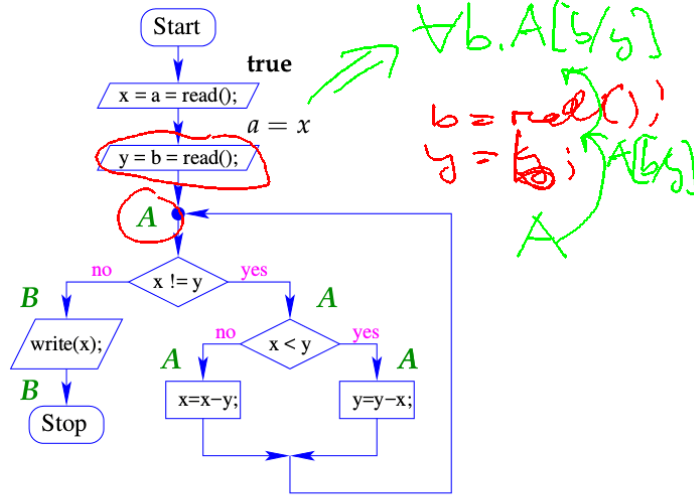 Start
∀b. A[b/y]
true
x = a = read();
b = read();
a = x
y = b = read();
y = b;
A[b/y]
A
A
no
x != y
yes
B
A
write(x);
no
x < y
yes
A
A
B
x=x−y;
y=y−x;
Stop